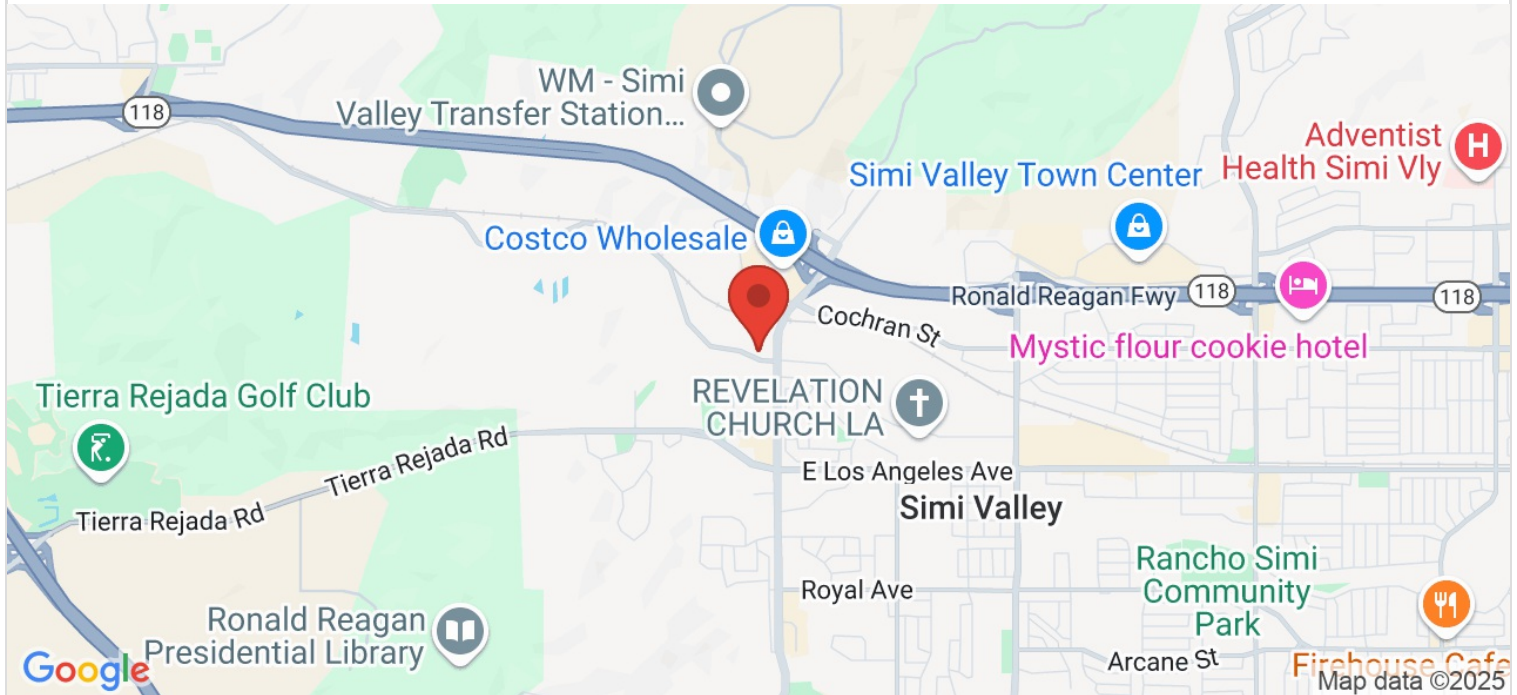 WM - Simi
Valley Transfer Station...
118
Adventist
Health Simi Vly
H
Simi Valley Town Center
Costco Wholesale
Ronald Reagan Fwy
118
118
Cochran St
Mystic flour cookie hotel
REVELATION
CHURCH LA
Tierra Rejada Golf Club
Tierra Rejada Rd
E Los Angeles Ave
Simi Valley
Tierra Rejada Rd
Rancho Simi
Community
Park
Royal Ave
Ronald Reagan
Presidential Library
Arcane St
Firehouse Cafe
Google
Map data ©2025